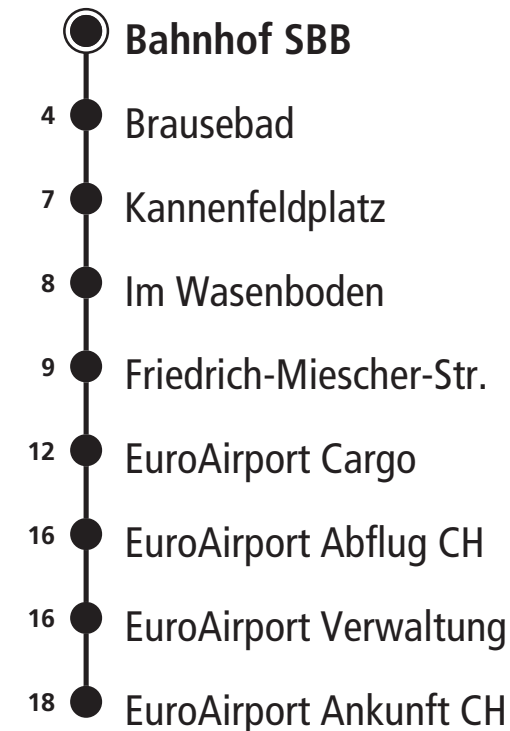 Bahnhof SBB
4 Brausebad
7 Kannenfeldplatz
8 Im Wasenboden
9 Friedrich-Miescher-Str.
12 EuroAirport Cargo
16 EuroAirport Abflug CH
16 EuroAirport Verwaltung
18 EuroAirport Ankunft CH